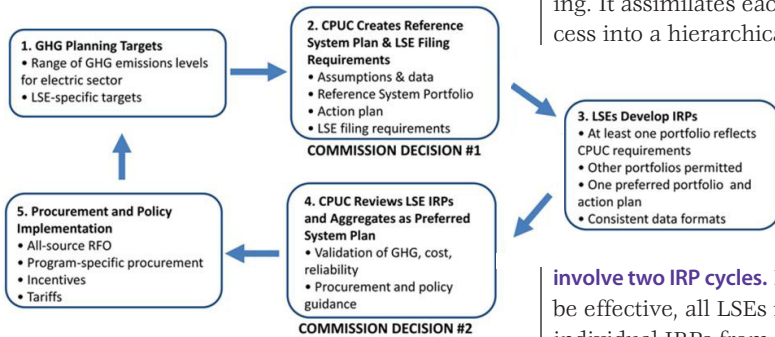 1. GHG Planning Targets
• Range of GHG emissions levels
for electric sector
• LSE-specific targets
2. CPUC Creates Reference
System Plan & LSE Filing
Requirements
• Assumptions & data
• Reference System Portfolio
• Action plan
• LSE filing requirements
COMMISSION DECISION #1
3. LSEs Develop IRPs
• At least one portfolio reflects
CPUC requirements
• Other portfolios permitted
• One preferred portfolio and
action plan
• Consistent data formats
4. CPUC Reviews LSE IRPs
and Aggregates as Preferred
System Plan
• Validation of GHG, cost,
reliability
• Procurement and policy
guidance
COMMISSION DECISION #2
5. Procurement and Policy
Implementation
• All-source RFO
• Program-specific procurement
• Incentives
• Tariffs
ing. It assimilates each
cess into a hierarchica
involve two IRP cycles.
be effective, all LSEs
individual IRPs from